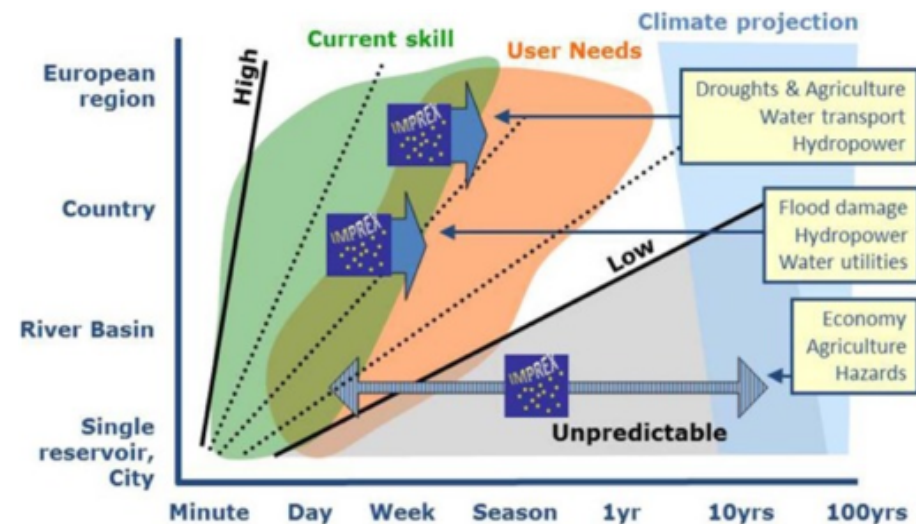 Climate projection
Current skill
User Needs
European
region
High
IMPREX
Droughts & Agriculture
Water transport
Hydropower
Country
IMPREX
Flood damage
Hydropower
Water utilities
Low
River Basin
Economy
Agriculture
Hazards
IMPREX
Unpredictable
Single
reservoir,
City
Minute Day Week Season 1yr 10yrs 100yrs